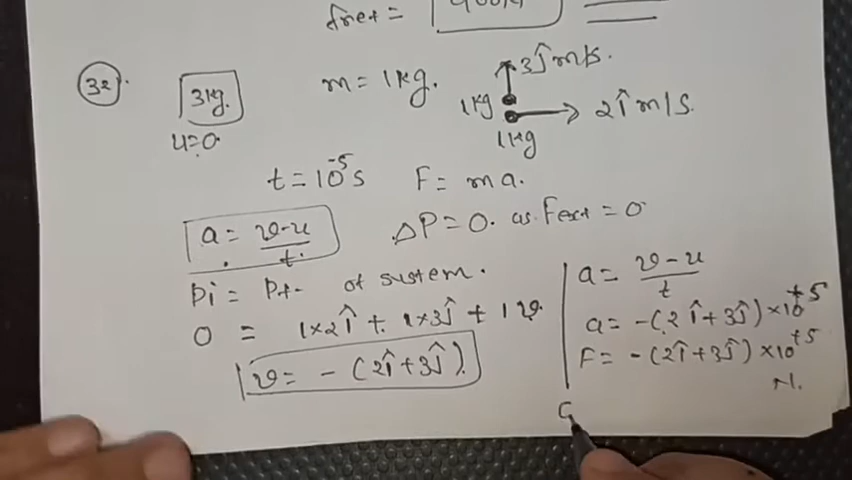 fnet = 900N
32.
3kg.
u=0.
m = 1kg.
3ĵ m/s.
1kg
2î m/s.
1kg
t = 10⁻⁵ s F = ma.
a = v-u/t.
ΔP = 0. as Fext = 0
Pi = Pf. of system.
0 = 1×2î + 1×3ĵ + 1v.
v = -(2î+3ĵ).
a = v-u/t
a = -(2î+3ĵ)×10⁺⁵
F = -(2î+3ĵ)×10⁺⁵
N.